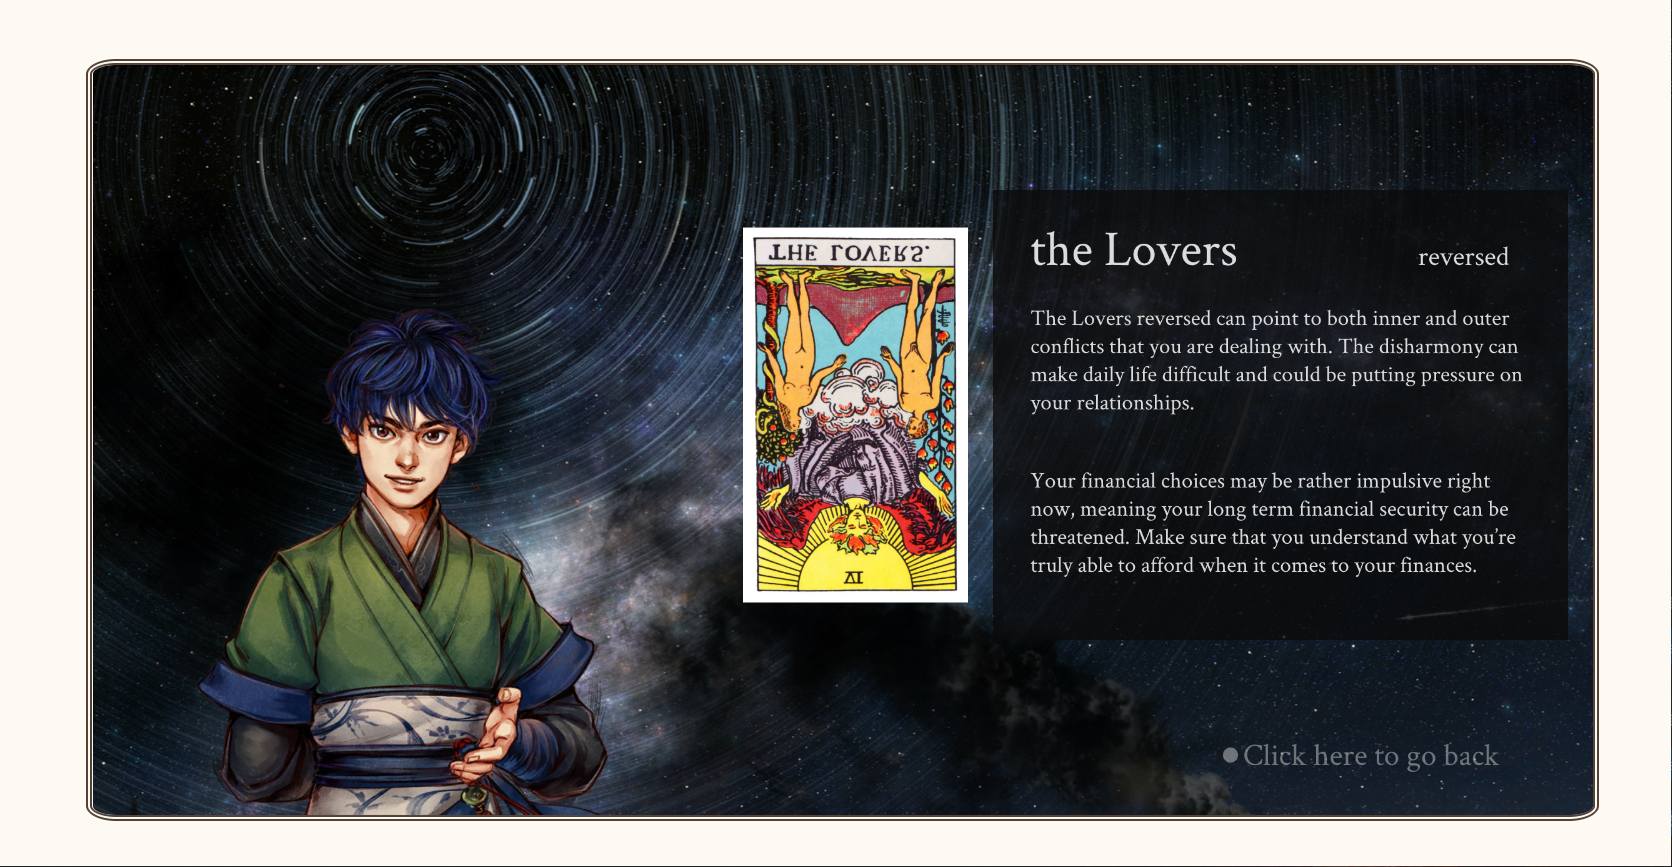 THE LOVERS.
VI
the Lovers
reversed
The Lovers reversed can point to both inner and outer
conflicts that you are dealing with. The disharmony can
make daily life difficult and could be putting pressure on
your relationships.
Your financial choices may be rather impulsive right
now, meaning your long term financial security can be
threatened. Make sure that you understand what you're
truly able to afford when it comes to your finances.
Click here to go back